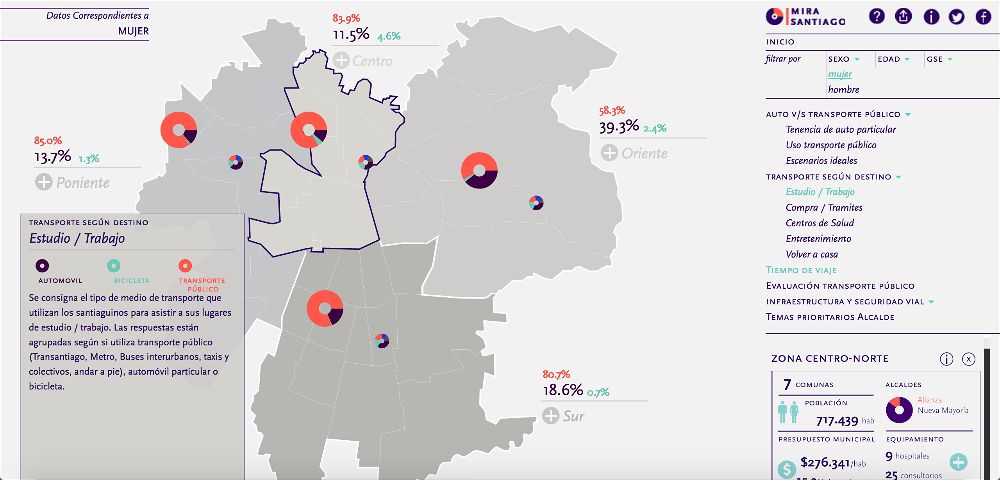 Datos Correspondientes a
MUJER
83.9%
11.5% 4.6%
Centro
85.0%
13.7% 1.3%
Poniente
58.3%
39.3% 2.4%
Oriente
80.7%
18.6% 0.7%
Sur
TRANSPORTE SEGÚN DESTINO
Estudio / Trabajo
AUTOMOVIL BICICLETA TRANSPORTE PÚBLICO
Se consigna el tipo de medio de transporte que
utilizan los santiaguinos para asistir a sus lugares
de estudio / trabajo. Las respuestas están
agrupadas según si utiliza transporte público
(Transantiago, Metro, Buses interurbanos, taxis y
colectivos, andar a pie), automóvil particular o
bicicleta.
MIRA
SANTIAGO
INICIO
filtrar por SEXO EDAD GSE
mujer
hombre
AUTO V/S TRANSPORTE PÚBLICO
Tenencia de auto particular
Uso transporte público
Escenarios ideales
TRANSPORTE SEGÚN DESTINO
Estudio / Trabajo
Compra / Tramites
Centros de Salud
Entretenimiento
Volver a casa
TIEMPO DE VIAJE
EVALUACIÓN TRANSPORTE PÚBLICO
INFRAESTRUCTURA Y SEGURIDAD VIAL
TEMAS PRIORITARIOS ALCALDE
ZONA CENTRO-NORTE
7 COMUNAS
POBLACIÓN
717.439 hab
ALCALDES
Alianza
Nueva Mayoría
PRESUPUESTO MUNICIPAL
$276.341/hab.
EQUIPAMIENTO
9 hospitales
25 consultorios